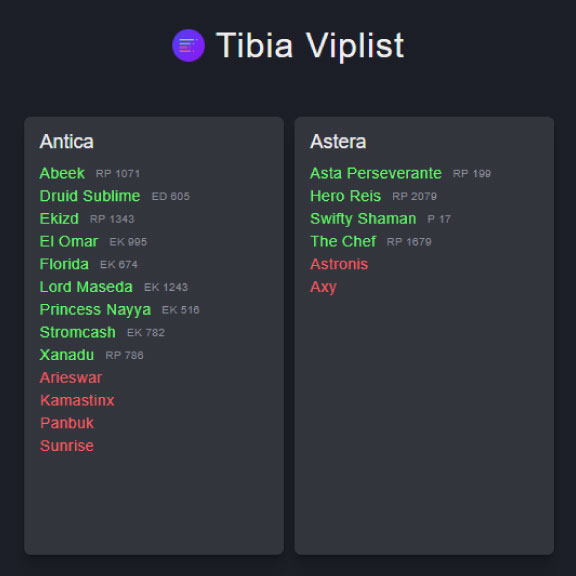 Tibia Viplist
Antica
Abeek RP 1071
Druid Sublime ED 605
Ekizd RP 1343
El Omar EK 995
Florida EK 674
Lord Maseda EK 1243
Princess Nayya EK 516
Stromcash EK 782
Xanadu RP 786
Arieswar
Kamastinx
Panbuk
Sunrise
Astera
Asta Perseverante RP 199
Hero Reis RP 2079
Swifty Shaman P 17
The Chef RP 1679
Astronis
Axy